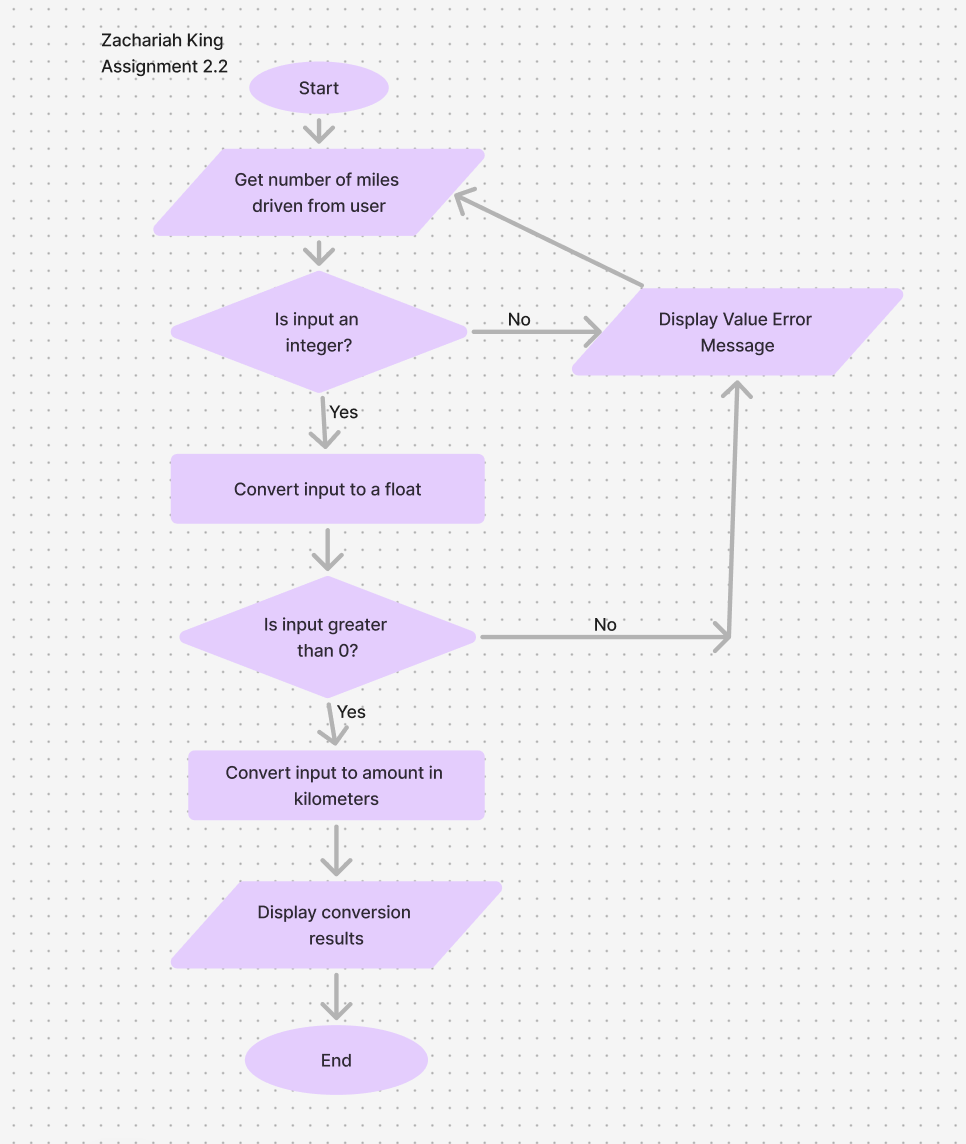 Zachariah King
Assignment 2.2
Start
Get number of miles
driven from user
Is input an
integer?
No
Display Value Error
Message
Yes
Convert input to a float
Is input greater
than 0?
No
Yes
Convert input to amount in
kilometers
Display conversion
results
End